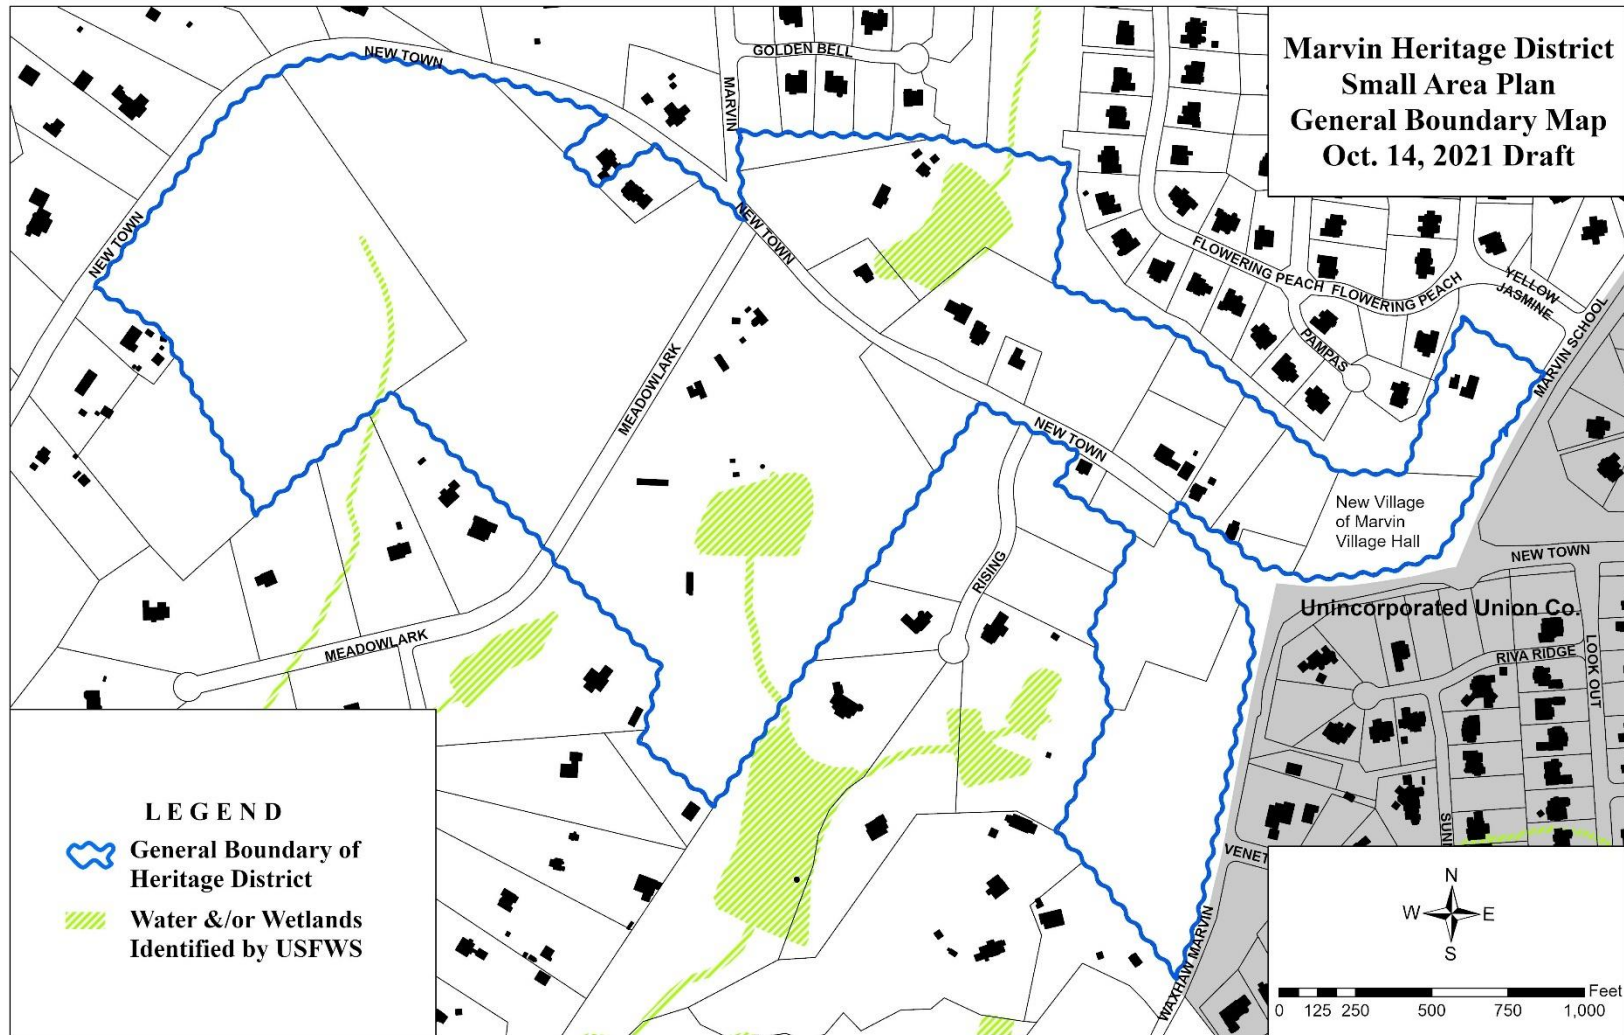 Marvin Heritage District
Small Area Plan
General Boundary Map
Oct. 14, 2021 Draft
NEW TOWN
GOLDEN BELL
MARVIN
NEW TOWN
NEW TOWN
FLOWERING PEACH
FLOWERING PEACH
YELLOW
JASMINE
PAMPAS
MARVIN SCHOOL
MEADOWLARK
NEW TOWN
New Village
of Marvin
Village Hall
NEW TOWN
RISING
Unincorporated Union Co.
MEADOWLARK
RIVA RIDGE
LOOK OUT
SUNI
VENET
WAXHAW MARVIN
LEGEND
General Boundary of
Heritage District
Water &/or Wetlands
Identified by USFWS
N
W E
S
Feet
0 125 250 500 750 1,000